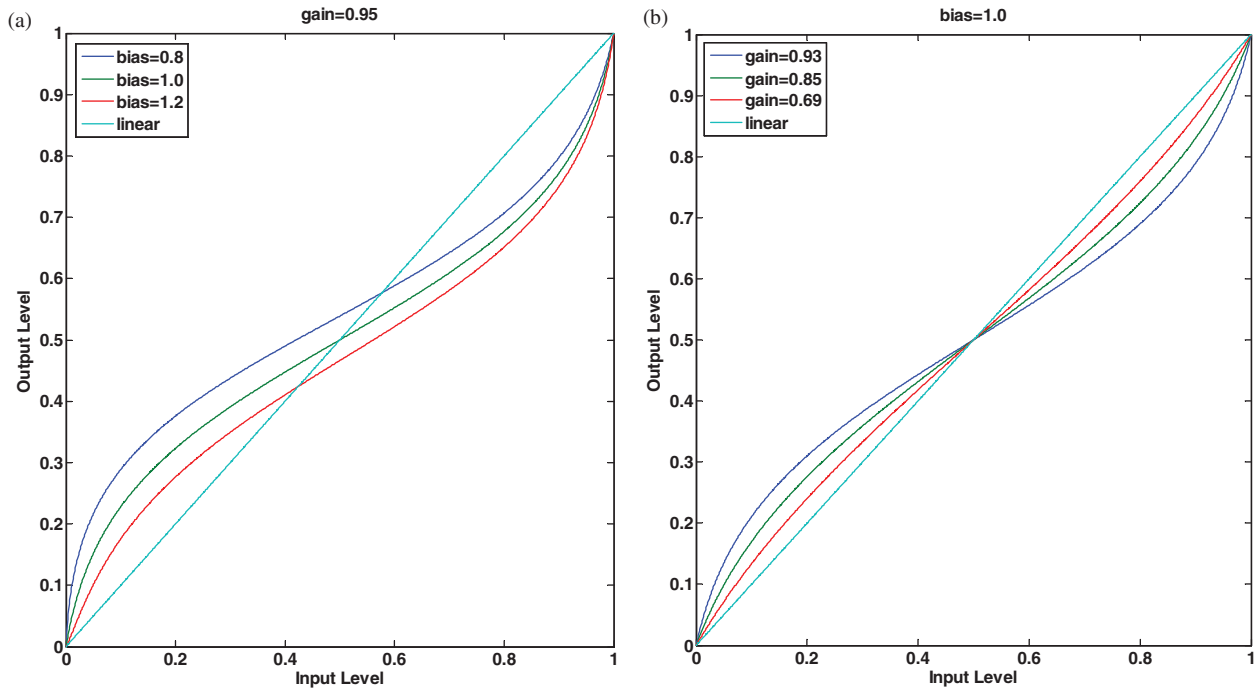 (a)
gain=0.95
bias=0.8
bias=1.0
bias=1.2
linear
1
0.9
0.8
0.7
0.6
0.5
0.4
0.3
0.2
0.1
0
Output Level
0
0.2
0.4
0.6
0.8
1
Input Level
(b)
bias=1.0
gain=0.93
gain=0.85
gain=0.69
linear
1
0.9
0.8
0.7
0.6
0.5
0.4
0.3
0.2
0.1
0
Output Level
0
0.2
0.4
0.6
0.8
1
Input Level